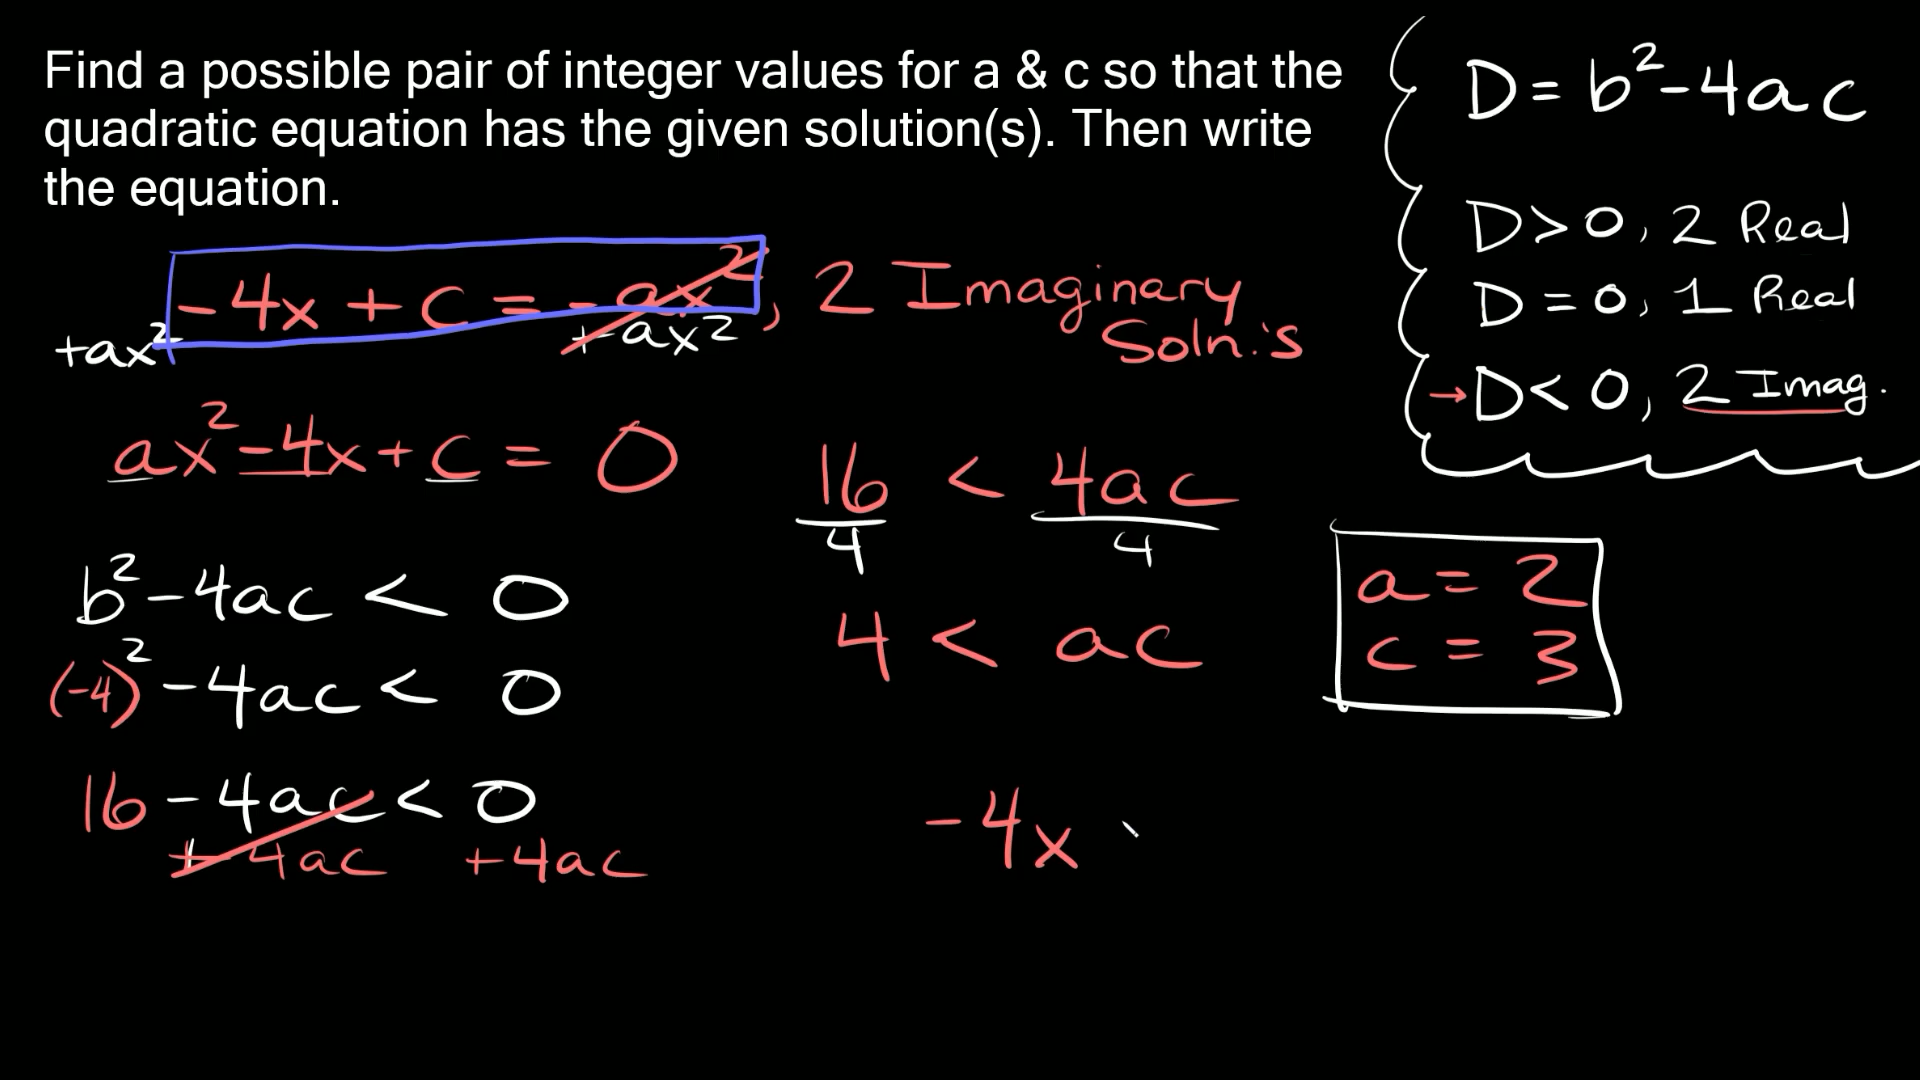 Find a possible pair of integer values for a & c so that the
quadratic equation has the given solution(s). Then write
the equation.
-4x + c = -ax², 2 Imaginary Soln.'s
+ax² +ax²
ax² -4x + c = 0
b² - 4ac < 0
(-4)² - 4ac < 0
16 - 4ac < 0
+ 4ac +4ac
16 < 4ac
4 4
4 < ac
a = 2
c = 3
-4x
D = b² - 4ac
D > 0, 2 Real
D = 0, 1 Real
→ D < 0, 2 Imag.